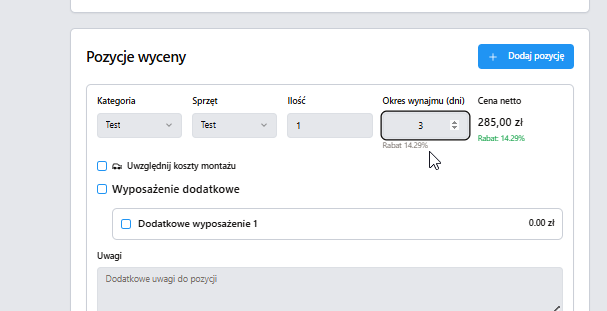 Pozycje wyceny
+ Dodaj pozycję
Kategoria Sprzęt Ilość Okres wynajmu (dni) Cena netto
Test Test 1 3 285,00 zł
Rabat 14.29% Rabat: 14.29%
Uwzględnij koszty montażu
Wyposażenie dodatkowe
Dodatkowe wyposażenie 1 0.00 zł
Uwagi
Dodatkowe uwagi do pozycji